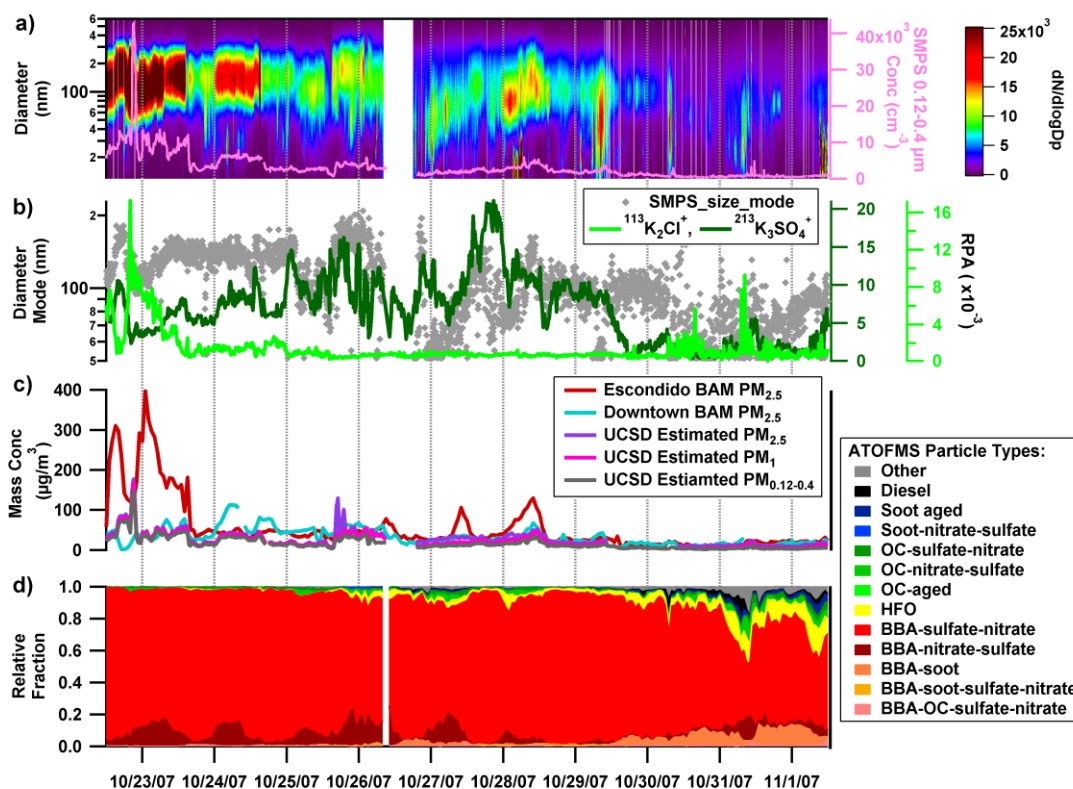 a)
Diameter
(nm)
6
4
2
100
8
6
4
2
40x10³
30
20
10
0
SMPS 0.12-0.4 µm
Conc (cm⁻³)
25x10³
20
15
10
5
0
dN/dlogDp
b)
Diameter
Mode (nm)
2
100
9
8
7
6
5
SMPS_size_mode
¹¹³K₂Cl⁺, ²¹³K₃SO₄⁺
20
15
10
5
0
16
12
8
4
0
RPA ( x10⁻³)
c)
Mass Conc
(µg/m³)
400
300
200
100
0
Escondido BAM PM₂.₅
Downtown BAM PM₂.₅
UCSD Estimated PM₂.₅
UCSD Estimated PM₁
UCSD Estiamted PM₀.₁₂₋₀.₄
d)
Relative
Fraction
1.0
0.8
0.6
0.4
0.2
0.0
10/23/07 10/24/07 10/25/07 10/26/07 10/27/07 10/28/07 10/29/07 10/30/07 10/31/07 11/1/07
ATOFMS Particle Types:
Other
Diesel
Soot aged
Soot-nitrate-sulfate
OC-sulfate-nitrate
OC-nitrate-sulfate
OC-aged
HFO
BBA-sulfate-nitrate
BBA-nitrate-sulfate
BBA-soot
BBA-soot-sulfate-nitrate
BBA-OC-sulfate-nitrate